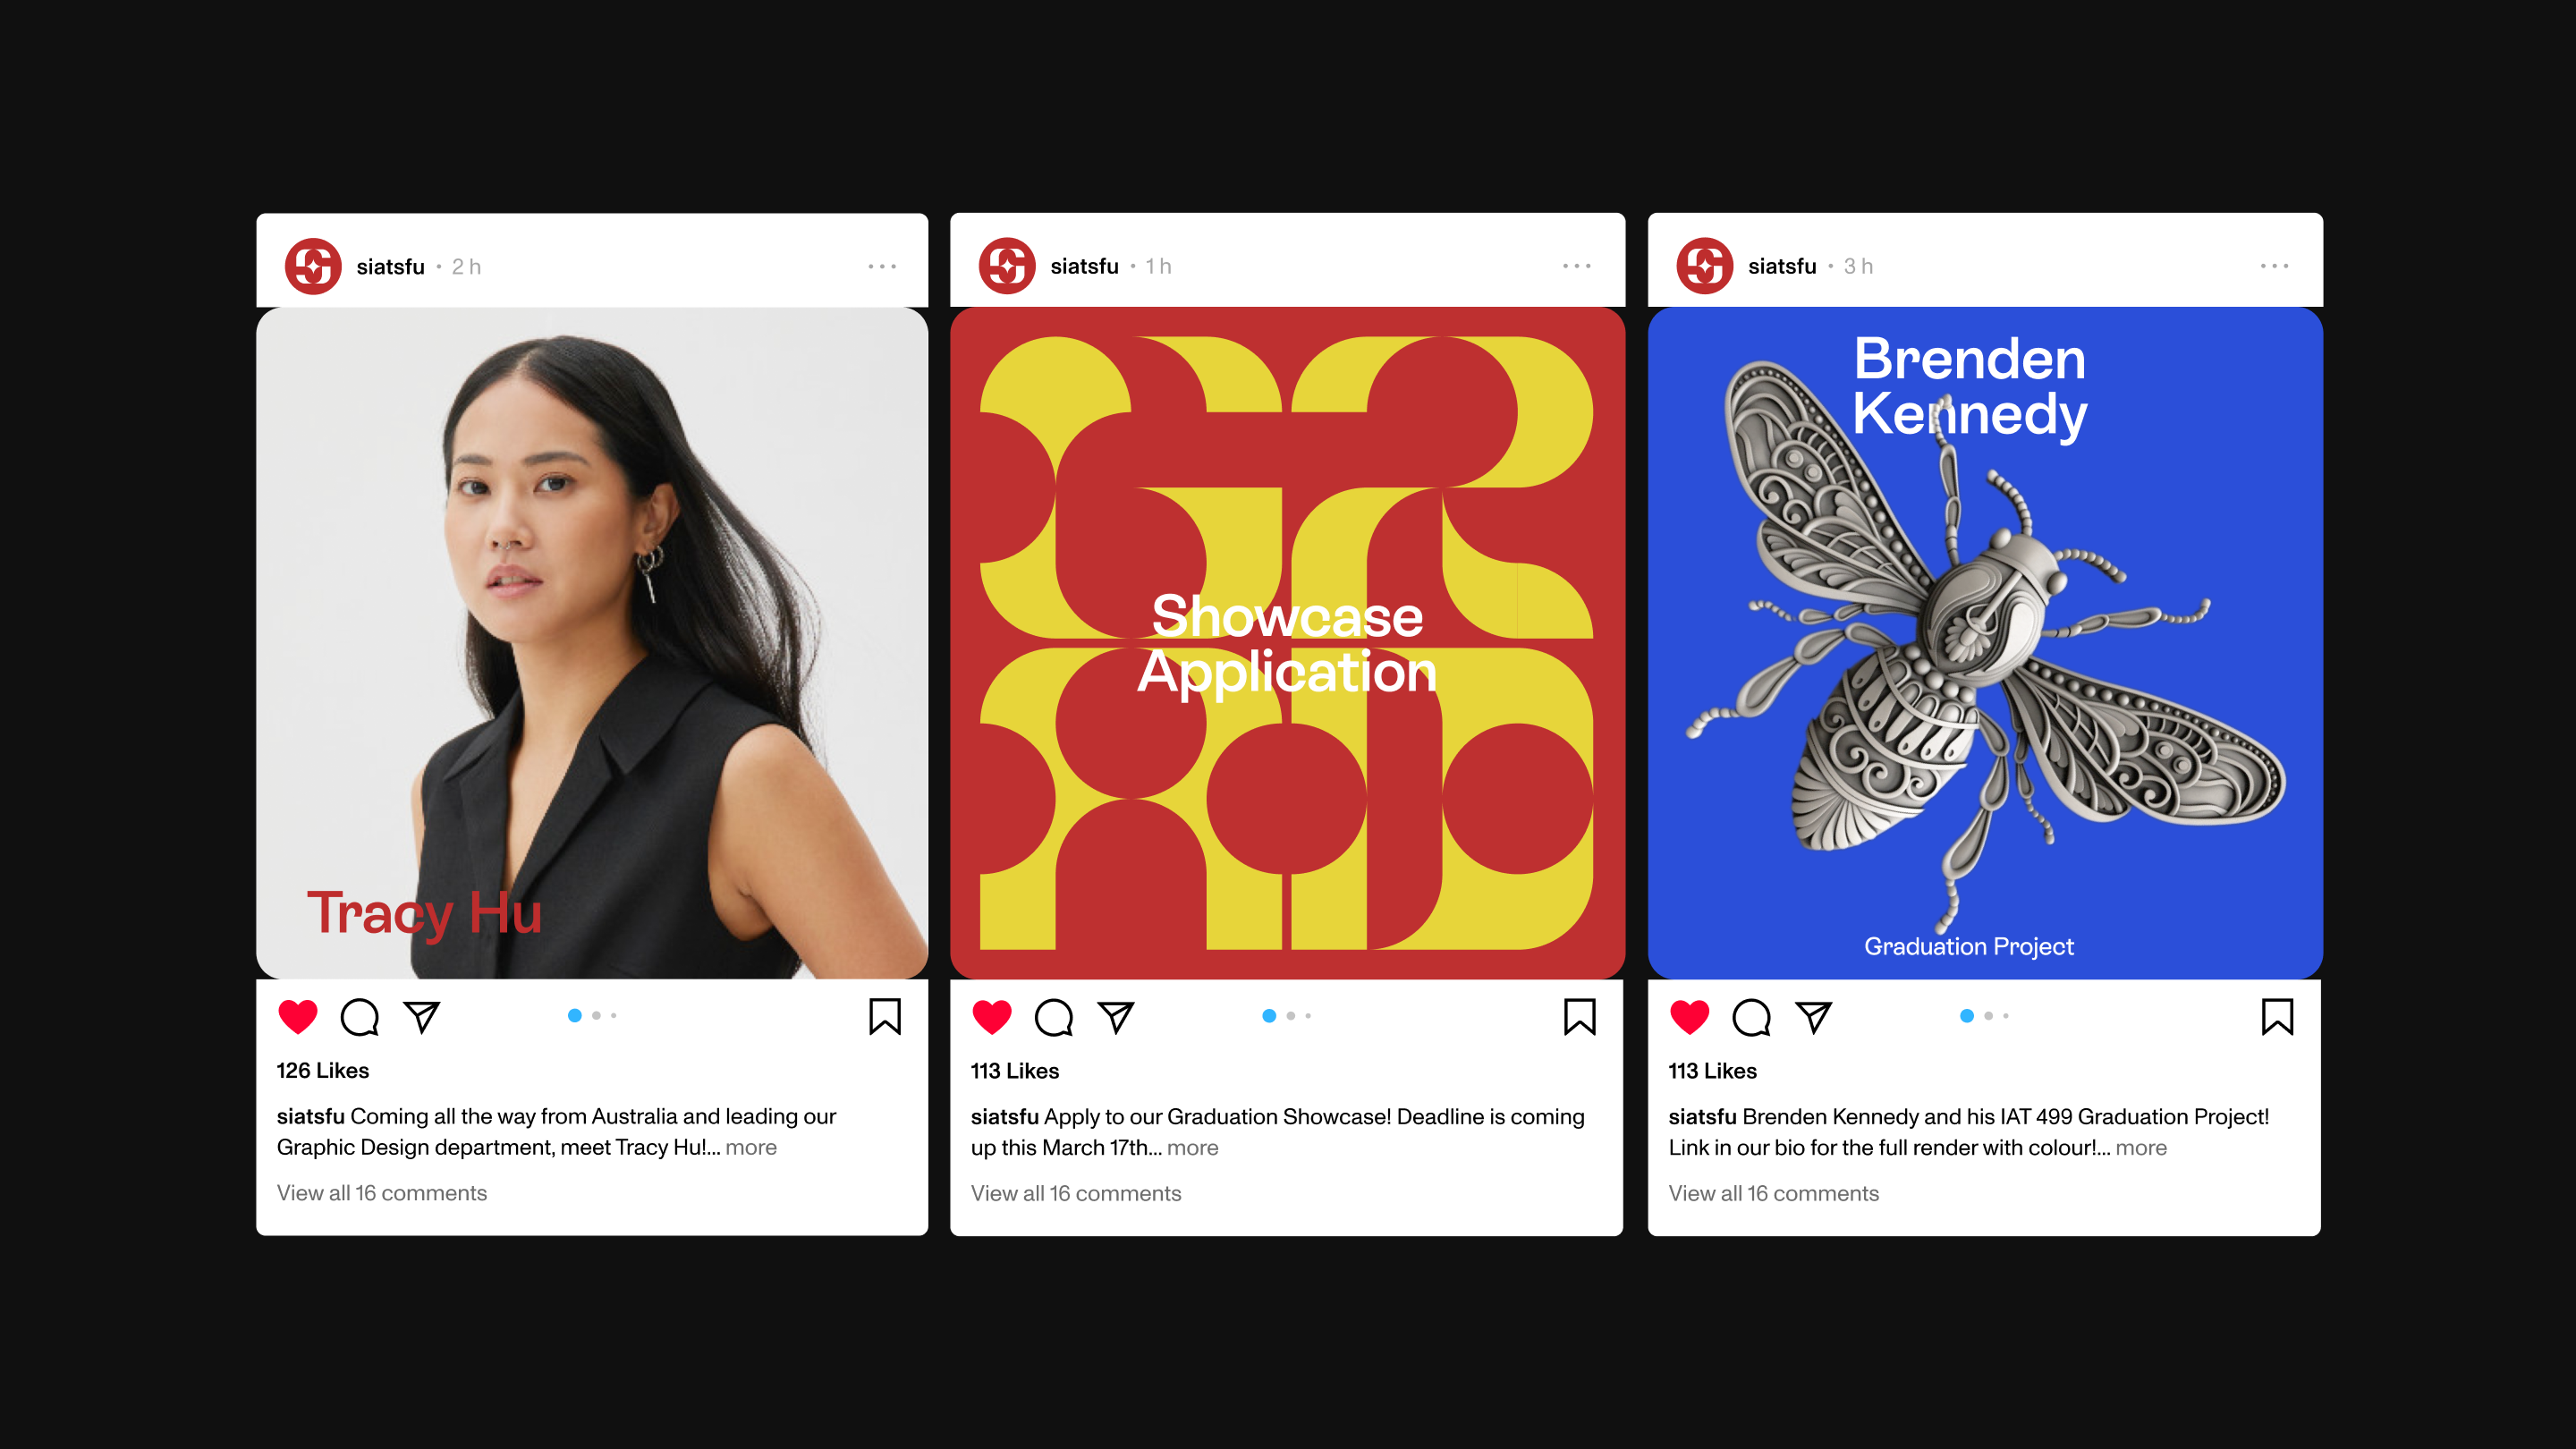 siatsfu • 2 h
Tracy Hu
126 Likes
siatsfu Coming all the way from Australia and leading our
Graphic Design department, meet Tracy Hu!... more
View all 16 comments
siatsfu • 1 h
GR
AD
Showcase
Application
113 Likes
siatsfu Apply to our Graduation Showcase! Deadline is coming
up this March 17th... more
View all 16 comments
siatsfu • 3 h
Brenden
Kennedy
Graduation Project
113 Likes
siatsfu Brenden Kennedy and his IAT 499 Graduation Project!
Link in our bio for the full render with colour!... more
View all 16 comments